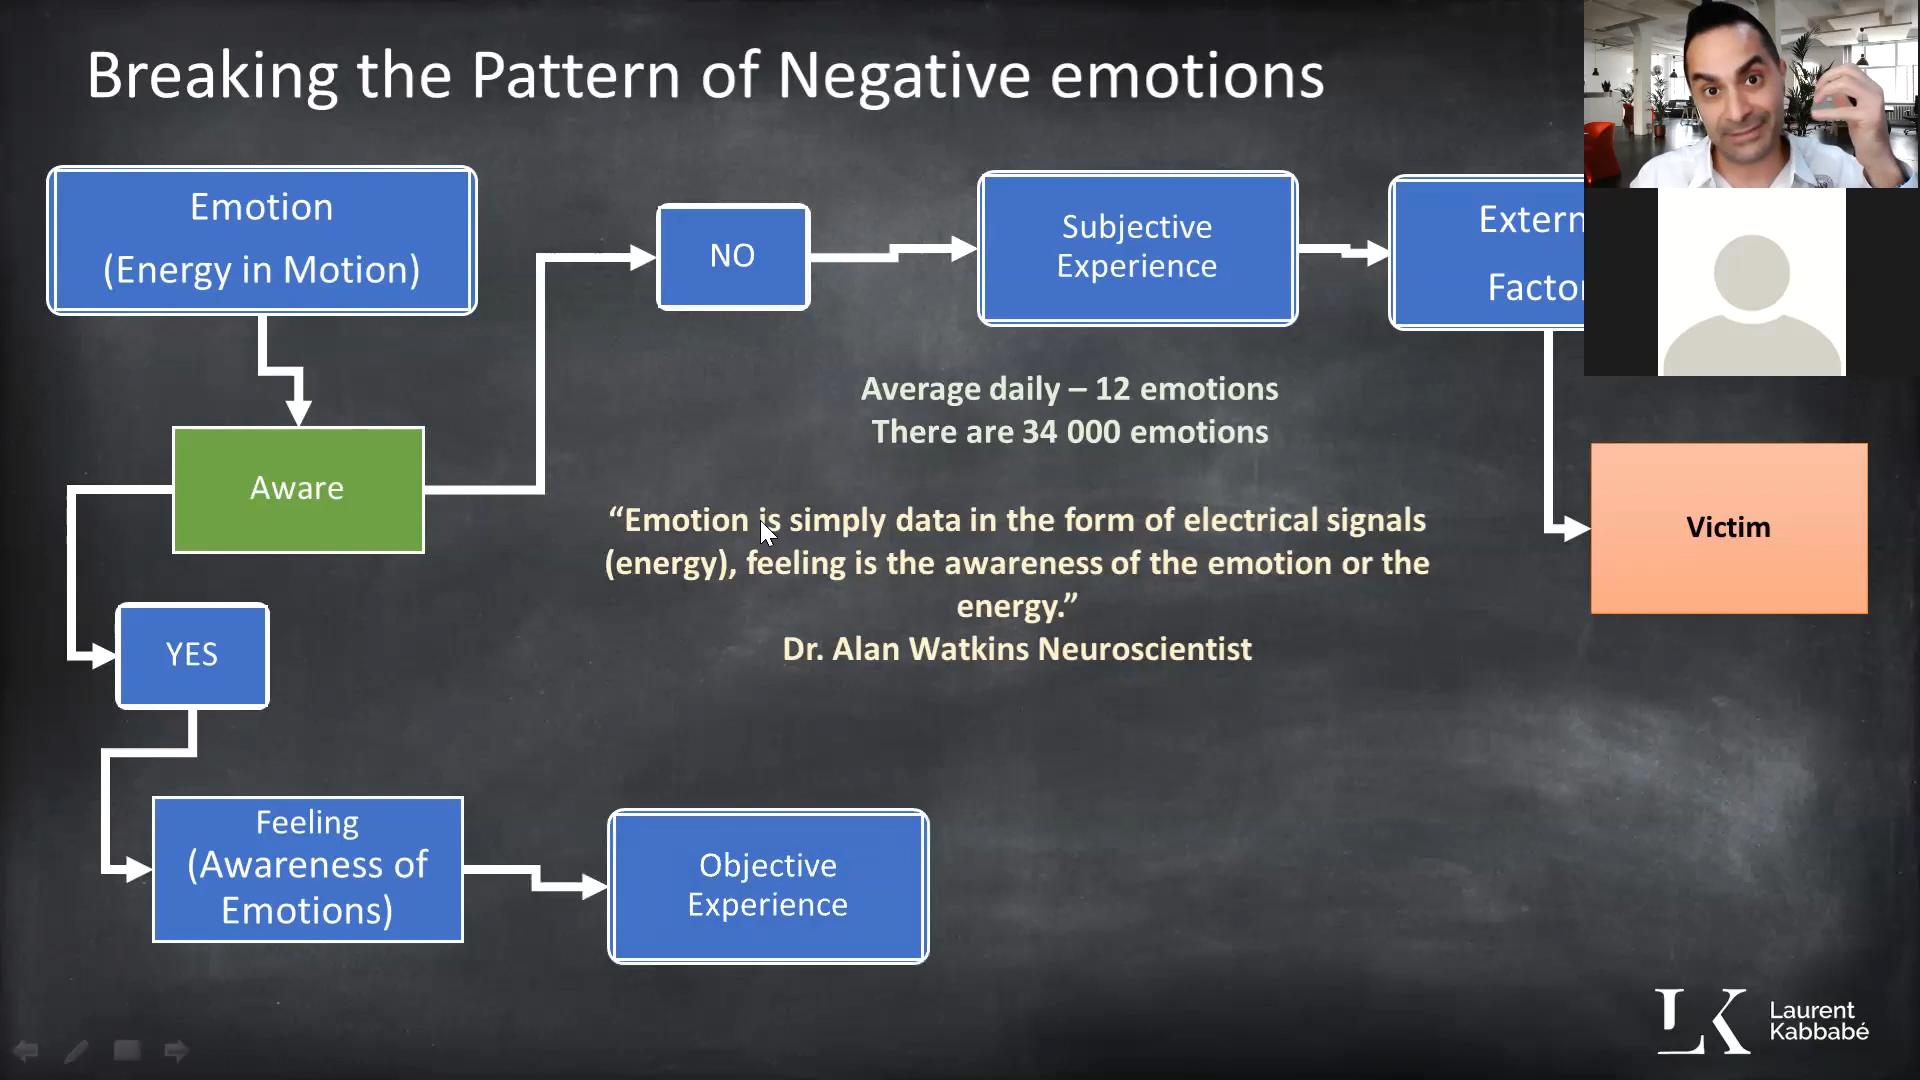 Breaking the Pattern of Negative emotions
Emotion
(Energy in Motion)
NO
Subjective
Experience
Aware
Average daily – 12 emotions
There are 34 000 emotions
“Emotion is simply data in the form of electrical signals
(energy), feeling is the awareness of the emotion or the
energy.”
Dr. Alan Watkins Neuroscientist
Victim
YES
Feeling
(Awareness of
Emotions)
Objective
Experience
LK
Laurent
Kabbabé